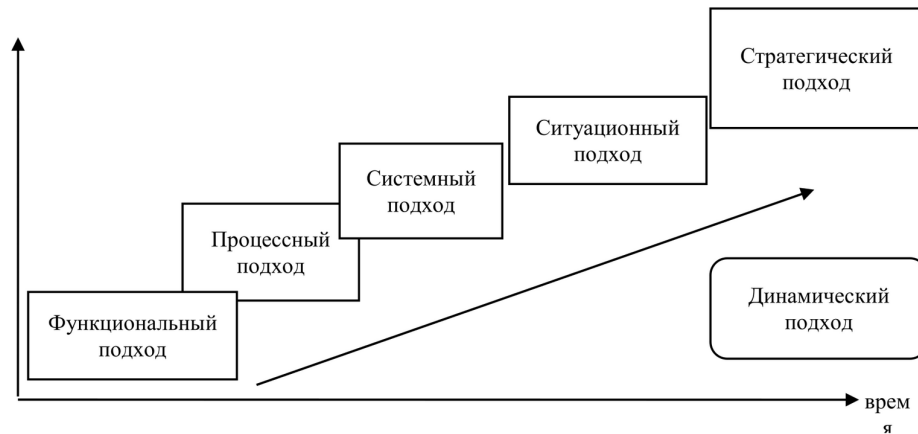 Стратегический
подход
Ситуационный
подход
Системный
подход
Процессный
подход
Функциональный
подход
Динамический
подход
врем
я